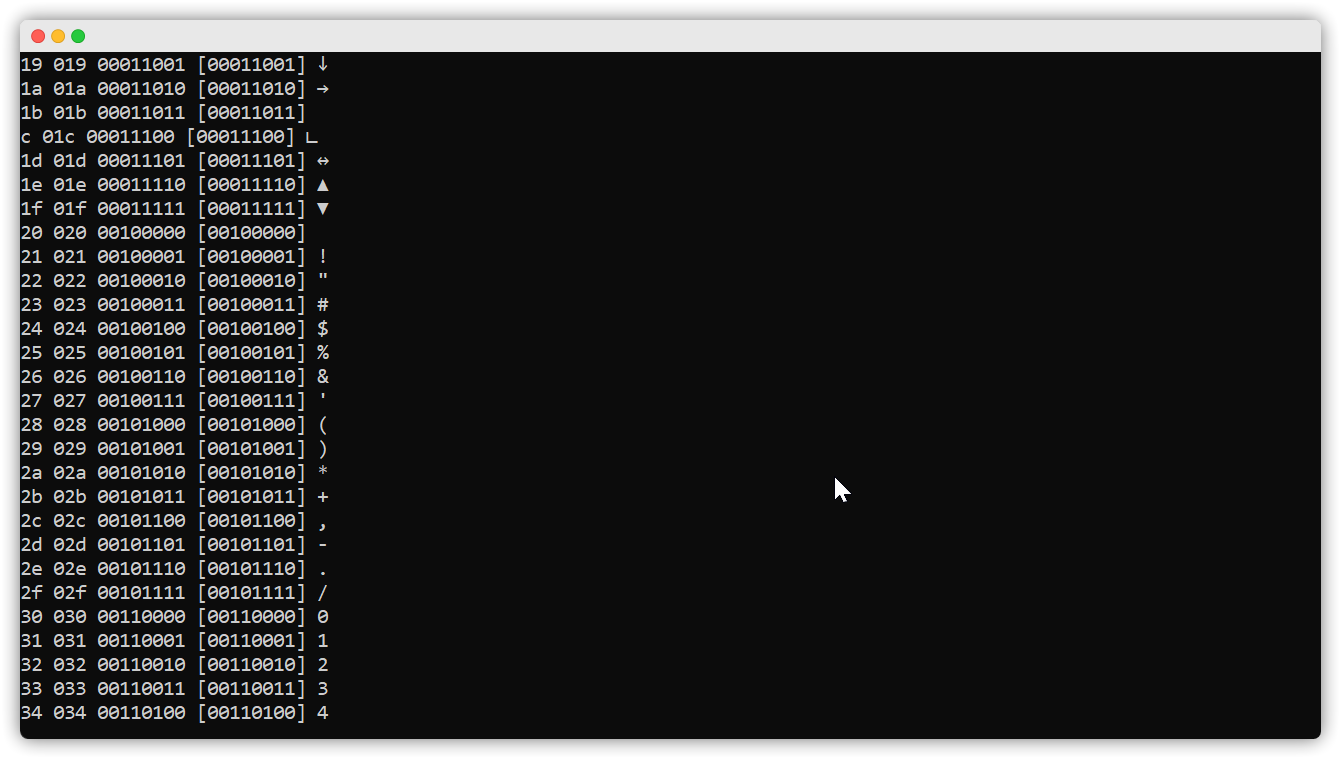 19 019 00011001 [00011001] ↓
1a 01a 00011010 [00011010] →
1b 01b 00011011 [00011011]
c 01c 00011100 [00011100] ∟
1d 01d 00011101 [00011101] ↔
1e 01e 00011110 [00011110] ▲
1f 01f 00011111 [00011111] ▼
20 020 00100000 [00100000]
21 021 00100001 [00100001] !
22 022 00100010 [00100010] "
23 023 00100011 [00100011] #
24 024 00100100 [00100100] $
25 025 00100101 [00100101] %
26 026 00100110 [00100110] &
27 027 00100111 [00100111] '
28 028 00101000 [00101000] (
29 029 00101001 [00101001] )
2a 02a 00101010 [00101010] *
2b 02b 00101011 [00101011] +
2c 02c 00101100 [00101100] ,
2d 02d 00101101 [00101101] -
2e 02e 00101110 [00101110] .
2f 02f 00101111 [00101111] /
30 030 00110000 [00110000] 0
31 031 00110001 [00110001] 1
32 032 00110010 [00110010] 2
33 033 00110011 [00110011] 3
34 034 00110100 [00110100] 4